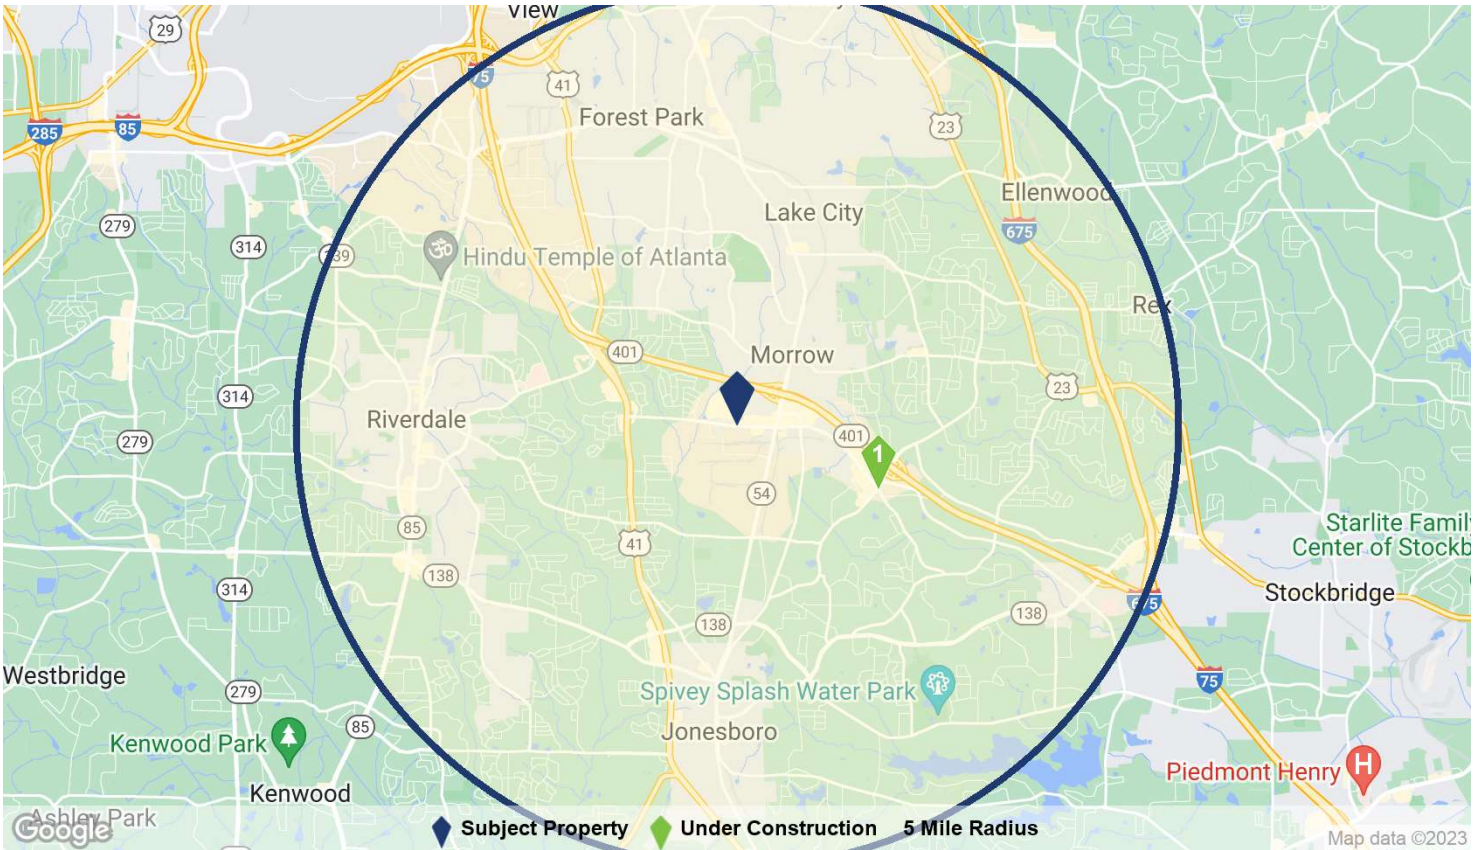 View
29
75
41
285
85
Forest Park
23
Ellenwood
279
Lake City
314
675
139
Hindu Temple of Atlanta
Rex
401
Morrow
23
314
Riverdale
279
401
1
54
85
41
Starlite Family
Center of Stockb
138
314
675
Stockbridge
138
138
Westbridge
279
Spivey Splash Water Park
75
85
Jonesboro
Kenwood Park
Piedmont Henry
H
Kenwood
Ashley Park
Google
Subject Property
Under Construction
5 Mile Radius
Map data ©2023